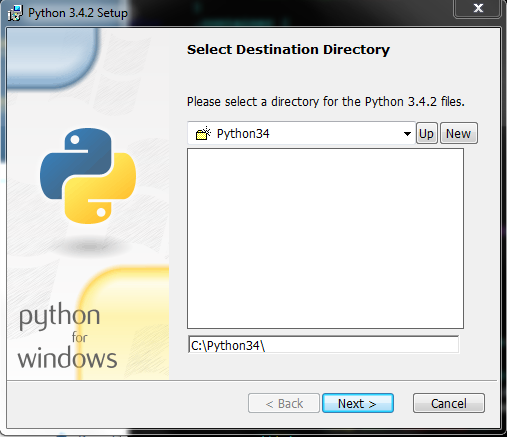 Python 3.4.2 Setup
X
Select Destination Directory
Please select a directory for the Python 3.4.2 files.
Python34
Up
New
C:\Python34\
python
for
windows
< Back
Next >
Cancel